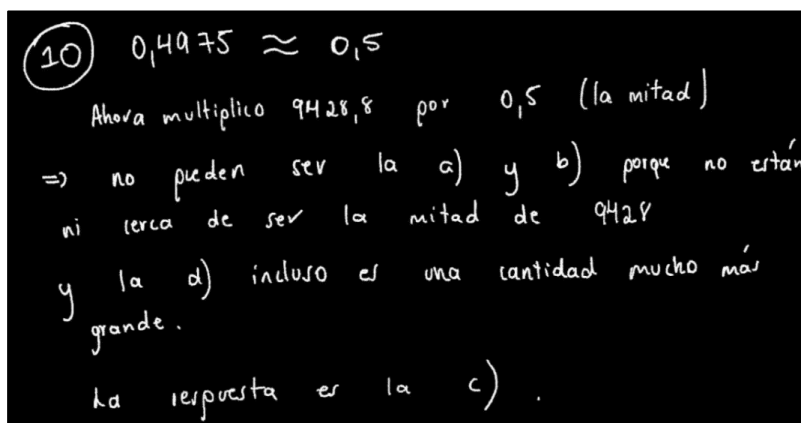 10 0,4975 ≈ 0,5
Ahora multiplico 9428,8 por 0,5 (la mitad)
=> no pueden ser la a) y b) porque no están
ni cerca de ser la mitad de 9428
y la d) incluso es una cantidad mucho más
grande.
La respuesta es la c).